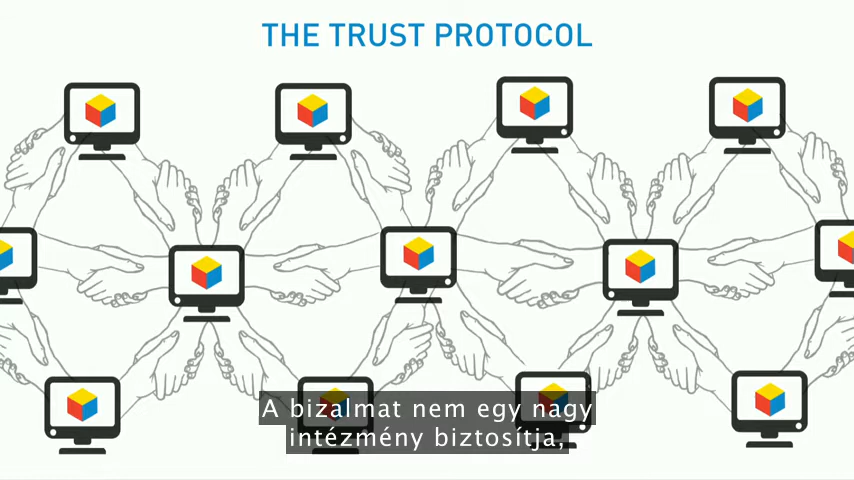 THE TRUST PROTOCOL
A bizalmat nem egy nagy
intézmény biztosítja,